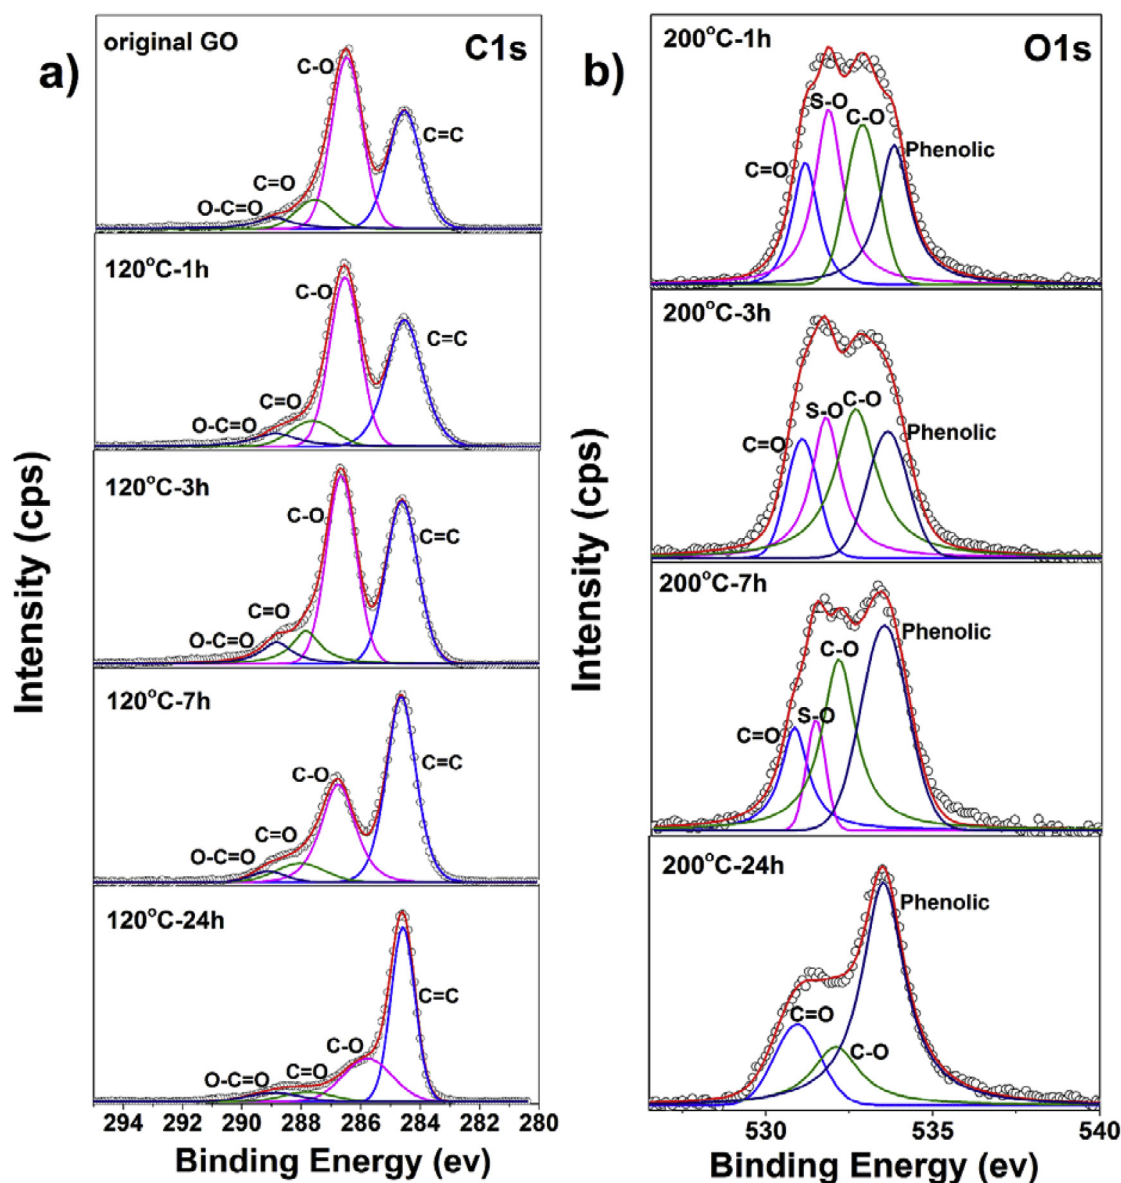 a)
original GO
C1s
C-O
C=C
C=O
O-C=O
120°C-1h
C-O
C=C
C=O
O-C=O
120°C-3h
C-O
C=C
C=O
O-C=O
120°C-7h
C-O
C=C
C=O
O-C=O
120°C-24h
C=C
C-O
C=O
O-C=O
Intensity (cps)
294 292 290 288 286 284 282 280
Binding Energy (ev)
b)
200°C-1h
O1s
S-O
C-O
Phenolic
C=O
200°C-3h
S-O
C-O
Phenolic
C=O
200°C-7h
Phenolic
C-O
S-O
C=O
200°C-24h
Phenolic
C=O
C-O
Intensity (cps)
530 535 540
Binding Energy (ev)